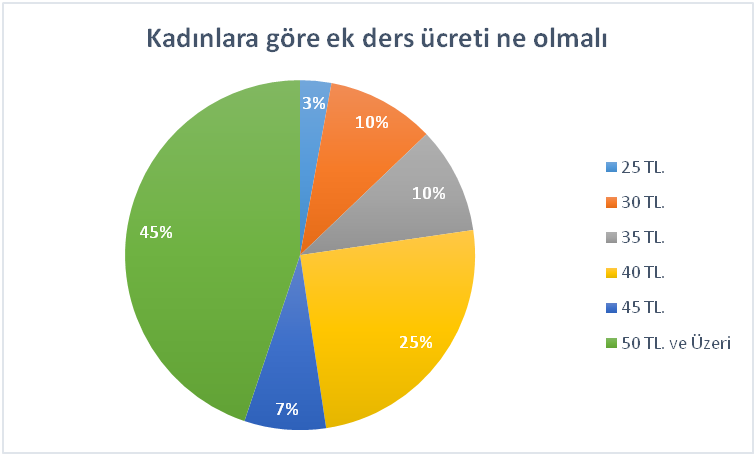 Kadınlara göre ek ders ücreti ne olmalı
3%
10%
10%
25%
7%
45%
25 TL.
30 TL.
35 TL.
40 TL.
45 TL.
50 TL. ve Üzeri